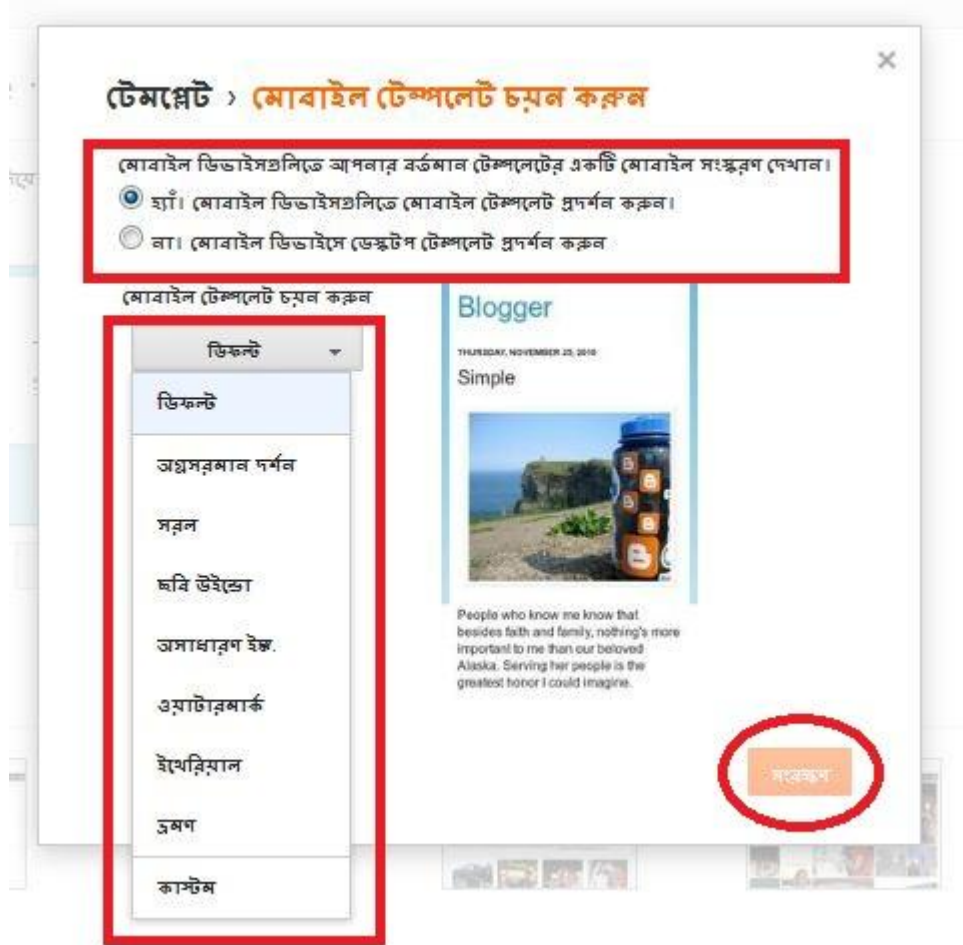 টেমপ্লেট › মোবাইল টেম্পলেট চয়ন করুন
মোবাইল ডিভাইসগুলিতে আপনার বর্তমান টেম্পলেটের একটি মোবাইল সংস্করণ দেখান।
হ্যাঁ। মোবাইল ডিভাইসগুলিতে মোবাইল টেম্পলেট প্রদর্শন করুন।
না। মোবাইল ডিভাইসে ডেস্কটপ টেম্পলেট প্রদর্শন করুন
মোবাইল টেম্পলেট চয়ন করুন
ডিফল্ট
ডিফল্ট
অগ্রসরমান দর্শন
সরল
ছবি উইন্ডো
অসাধারণ ইঙ্ক.
ওয়াটারমার্ক
ইথেরিয়াল
ভ্রমণ
কাস্টম
Blogger
THURSDAY, NOVEMBER 25, 2010
Simple
People who know me know that
besides faith and family, nothing's more
important to me than our beloved
Alaska. Serving her people is the
greatest honor I could imagine.
সংরক্ষণ